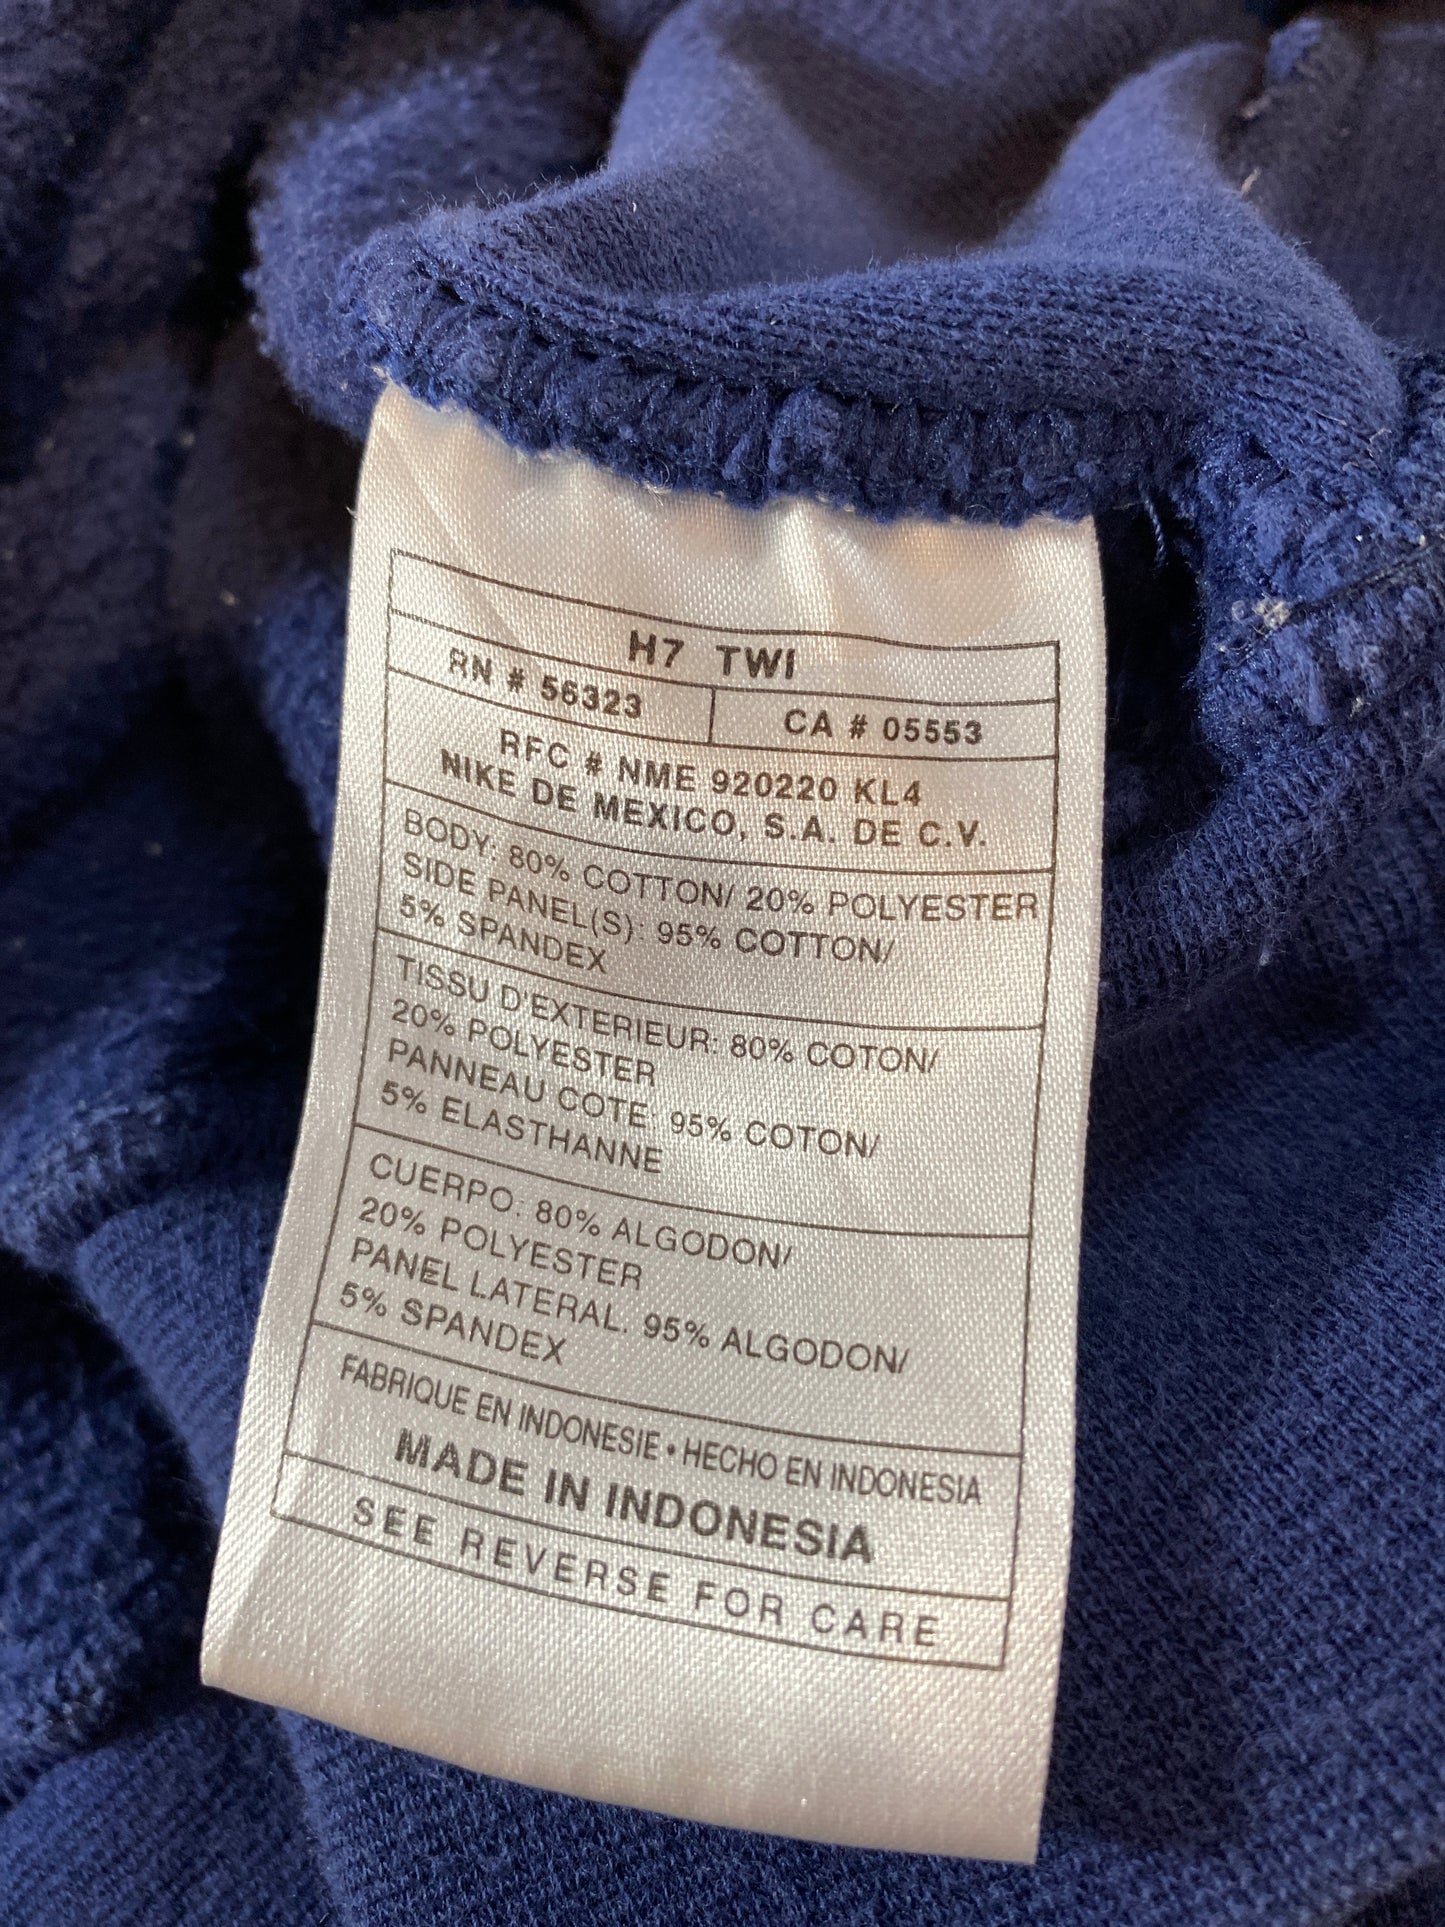 H7 TWI
RN # 56323 CA # 05553
RFC # NME 920220 KL4
NIKE DE MEXICO, S.A. DE C.V.
BODY: 80% COTTON/ 20% POLYESTER
SIDE PANEL(S): 95% COTTON/
5% SPANDEX
TISSU D'EXTERIEUR: 80% COTON/
20% POLYESTER
PANNEAU COTE: 95% COTON/
5% ELASTHANNE
CUERPO: 80% ALGODON/
20% POLYESTER
PANEL LATERAL: 95% ALGODON/
5% SPANDEX
FABRIQUE EN INDONESIE • HECHO EN INDONESIA
MADE IN INDONESIA
SEE REVERSE FOR CARE